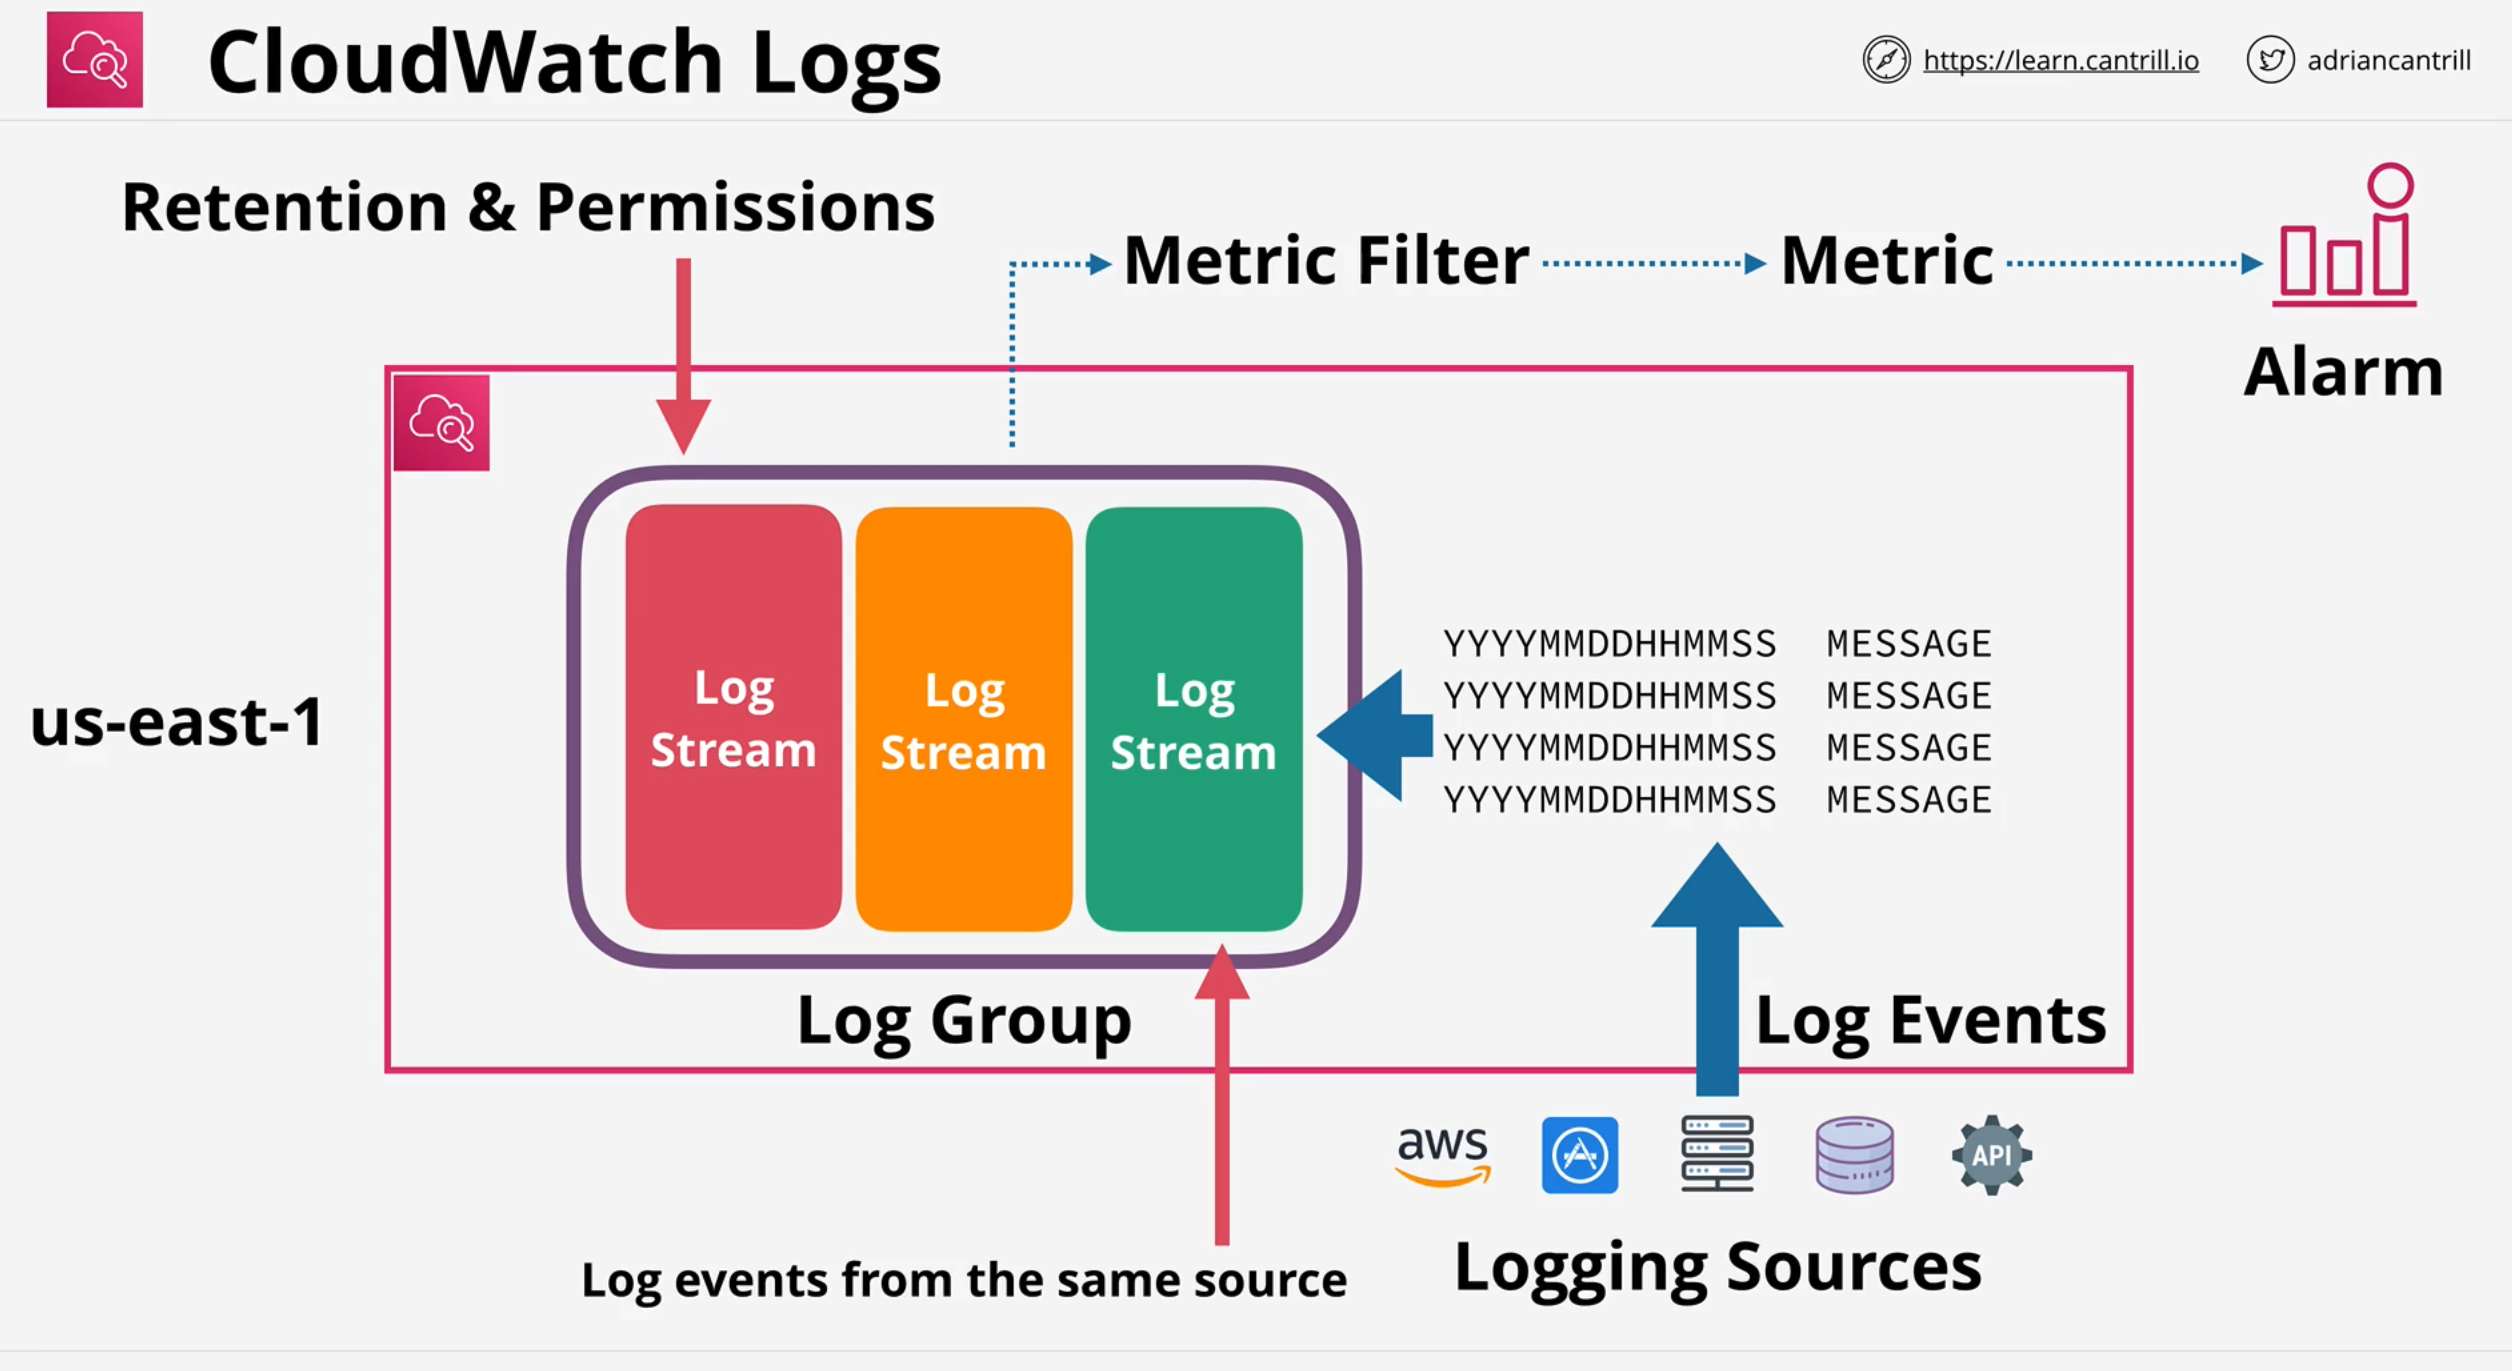 CloudWatch Logs
https://learn.cantrill.io
adriancantrill
Retention & Permissions
Metric Filter
Metric
Alarm
us-east-1
Log
Stream
Log
Stream
Log
Stream
YYYYMMDDHHMMSS MESSAGE
YYYYMMDDHHMMSS MESSAGE
YYYYMMDDHHMMSS MESSAGE
YYYYMMDDHHMMSS MESSAGE
Log Group
Log Events
aws
API
Log events from the same source
Logging Sources